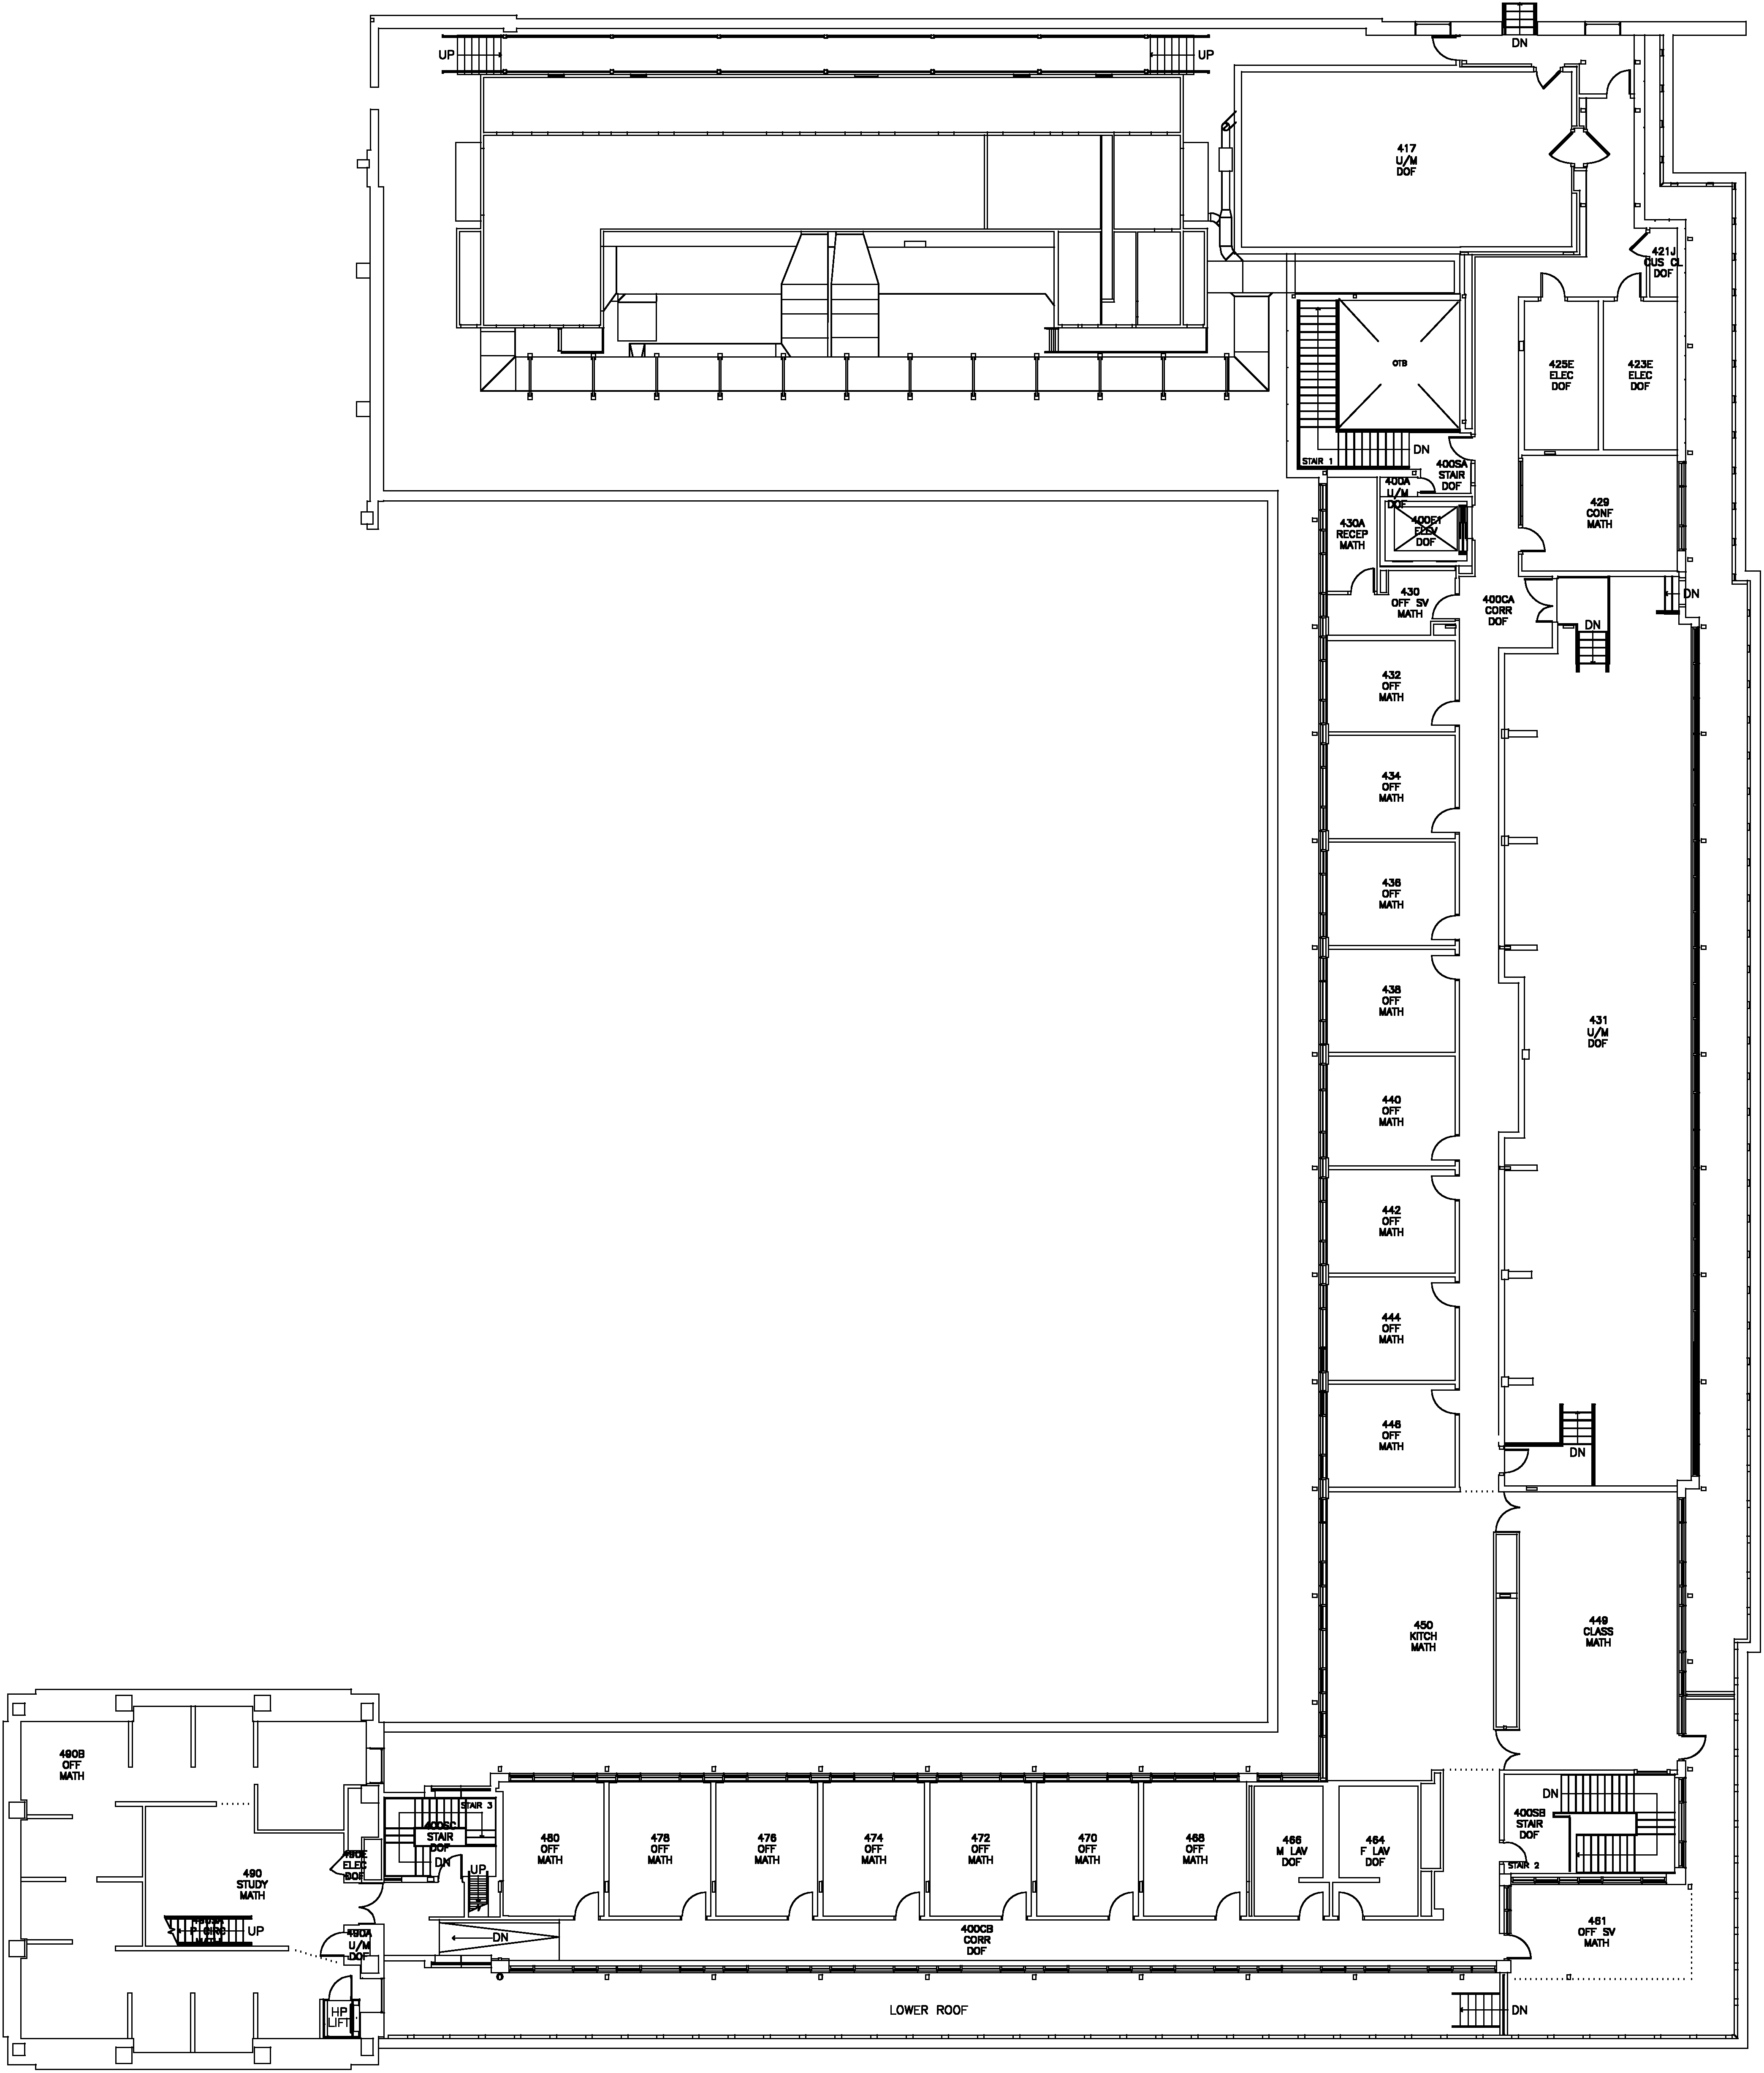 DN
UP
UP
417
U/M
DOF
421J
CUS CL
DOF
OTB
425E
ELEC
DOF
423E
ELEC
DOF
DN
STAIR 1
400SA
STAIR
DOF
400A
U/M
DOF
429
CONF
MATH
430A
RECEP
MATH
400E1
ELEV
DOF
430
OFF SV
MATH
400CA
CORR
DOF
DN
DN
432
OFF
MATH
434
OFF
MATH
436
OFF
MATH
438
OFF
MATH
431
U/M
DOF
440
OFF
MATH
442
OFF
MATH
444
OFF
MATH
446
OFF
MATH
DN
450
KITCH
MATH
449
CLASS
MATH
490B
OFF
MATH
DN
STAIR 3
400SC
STAIR
DOF
400SB
STAIR
DOF
480
OFF
MATH
478
OFF
MATH
476
OFF
MATH
474
OFF
MATH
472
OFF
MATH
470
OFF
MATH
468
OFF
MATH
466
M LAV
DOF
464
F LAV
DOF
490E
ELEC
DOF
DN
UP
STAIR 2
490
STUDY
MATH
UP
490A
U/M
DOF
DN
400CB
CORR
DOF
461
OFF SV
MATH
HP
LIFT
LOWER ROOF
DN